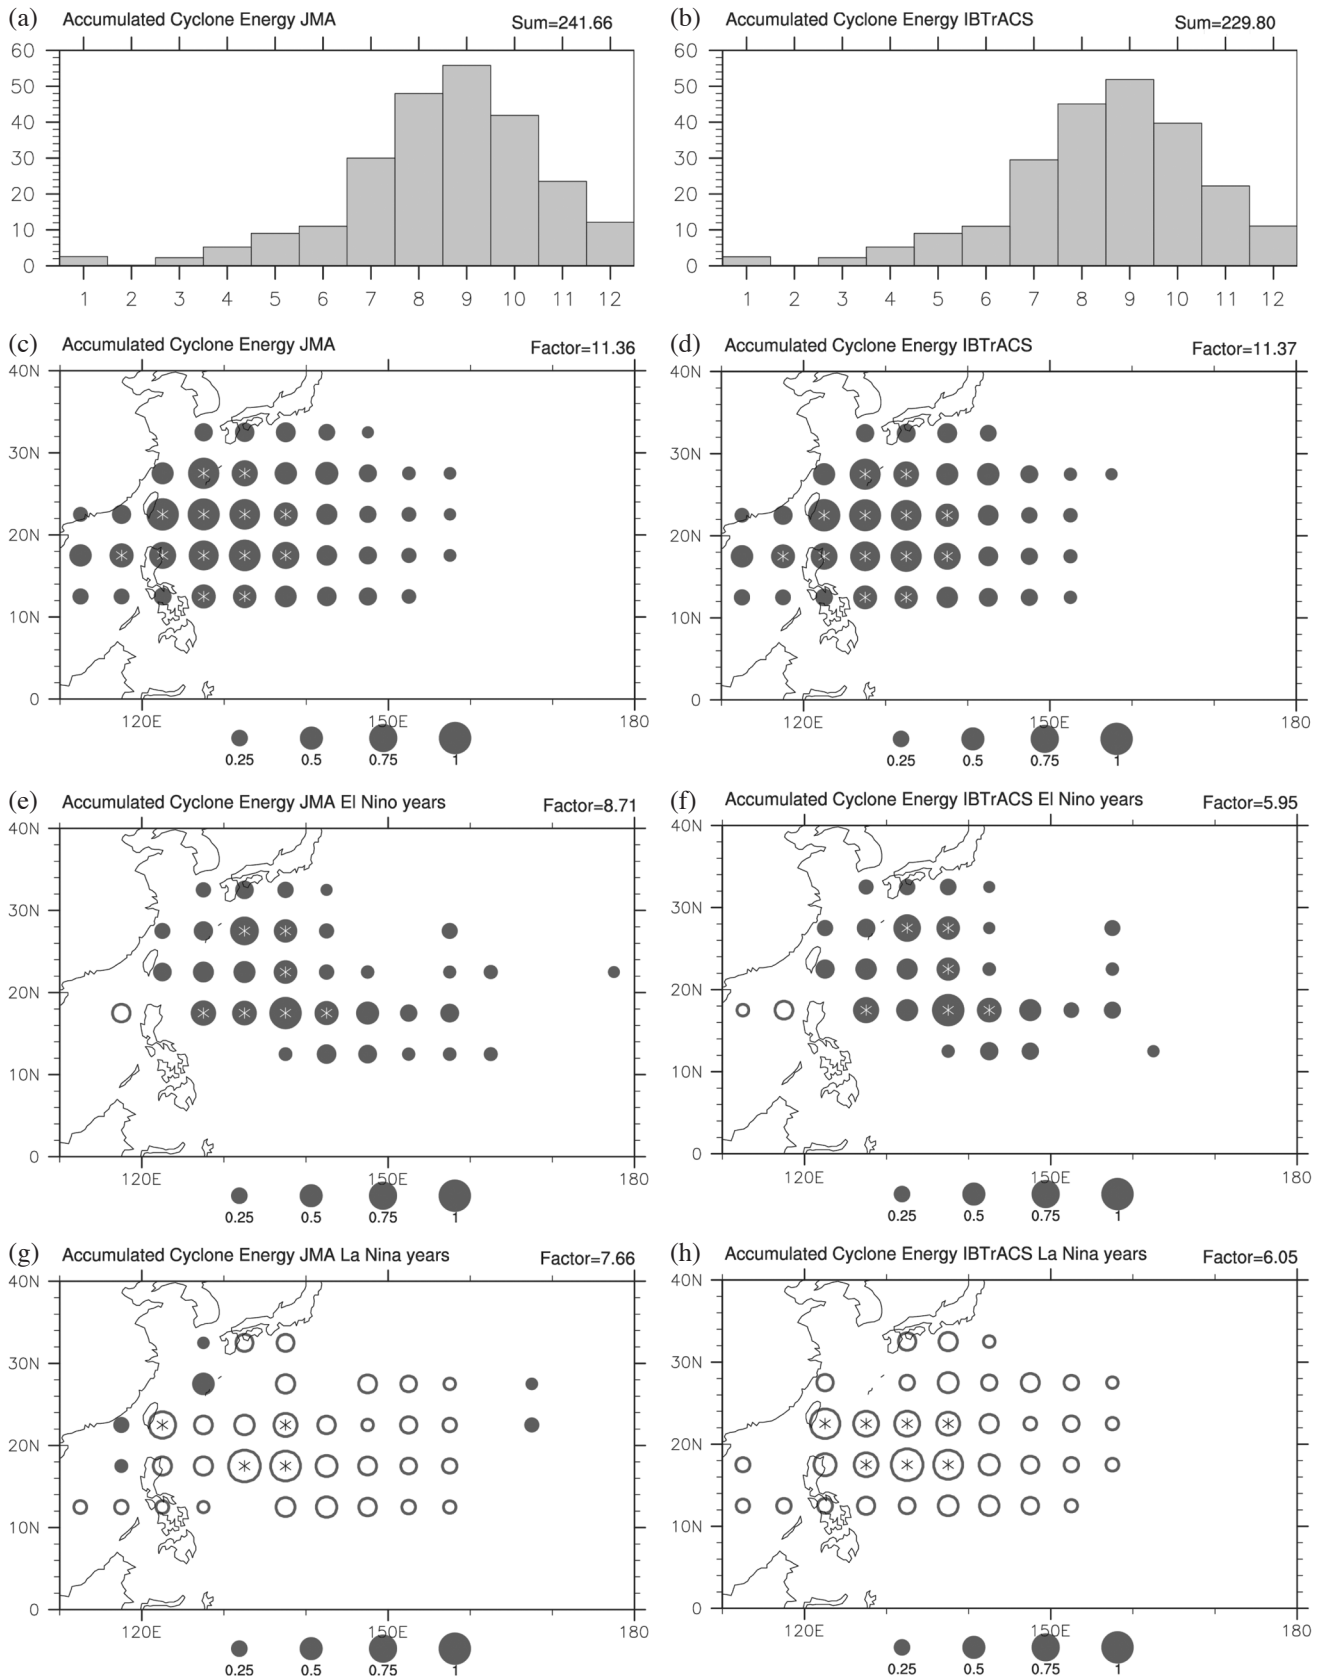 (a) Accumulated Cyclone Energy JMA Sum=241.66
60
50
40
30
20
10
0
1 2 3 4 5 6 7 8 9 10 11 12
(b) Accumulated Cyclone Energy IBTrACS Sum=229.80
60
50
40
30
20
10
0
1 2 3 4 5 6 7 8 9 10 11 12
(c) Accumulated Cyclone Energy JMA Factor=11.36
40N
30N
20N
10N
0
120E 150E 180
0.25 0.5 0.75 1
(d) Accumulated Cyclone Energy IBTrACS Factor=11.37
40N
30N
20N
10N
0
120E 150E 180
0.25 0.5 0.75 1
(e) Accumulated Cyclone Energy JMA El Nino years Factor=8.71
40N
30N
20N
10N
0
120E 150E 180
0.25 0.5 0.75 1
(f) Accumulated Cyclone Energy IBTrACS El Nino years Factor=5.95
40N
30N
20N
10N
0
120E 150E 180
0.25 0.5 0.75 1
(g) Accumulated Cyclone Energy JMA La Nina years Factor=7.66
40N
30N
20N
10N
0
120E 150E 180
0.25 0.5 0.75 1
(h) Accumulated Cyclone Energy IBTrACS La Nina years Factor=6.05
40N
30N
20N
10N
0
120E 150E 180
0.25 0.5 0.75 1